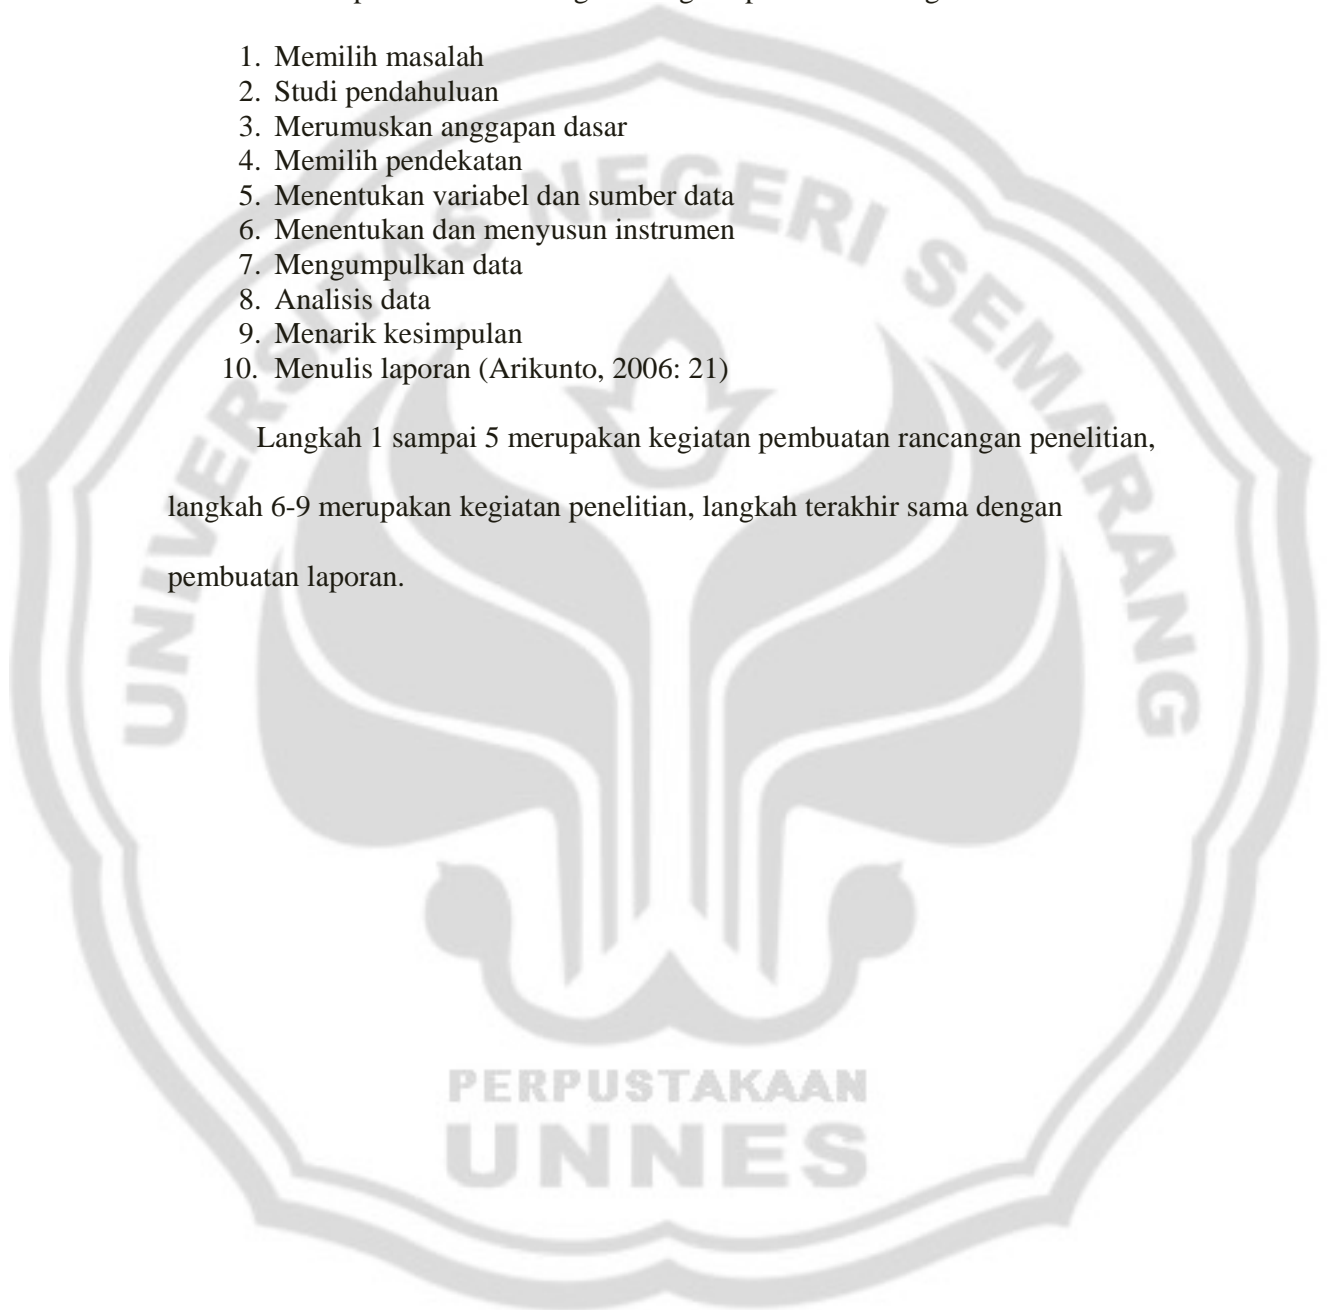 1. Memilih masalah
2. Studi pendahuluan
3. Merumuskan anggapan dasar
4. Memilih pendekatan
5. Menentukan variabel dan sumber data
6. Menentukan dan menyusun instrumen
7. Mengumpulkan data
8. Analisis data
9. Menarik kesimpulan
10. Menulis laporan (Arikunto, 2006: 21)
Langkah 1 sampai 5 merupakan kegiatan pembuatan rancangan penelitian,
langkah 6-9 merupakan kegiatan penelitian, langkah terakhir sama dengan
pembuatan laporan.
UNIVERSITAS NEGERI SEMARANG
PERPUSTAKAAN
UNNES